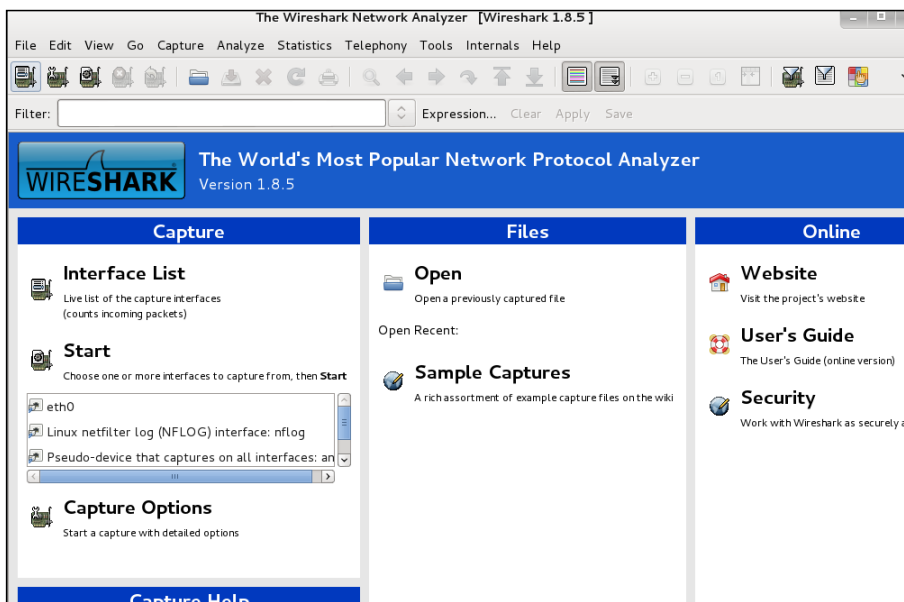 The Wireshark Network Analyzer [Wireshark 1.8.5 ]
File Edit View Go Capture Analyze Statistics Telephony Tools Internals Help
Filter: Expression... Clear Apply Save
WIRESHARK
The World's Most Popular Network Protocol Analyzer
Version 1.8.5
Capture
Interface List
Live list of the capture interfaces
(counts incoming packets)
Start
Choose one or more interfaces to capture from, then Start
eth0
Linux netfilter log (NFLOG) interface: nflog
Pseudo-device that captures on all interfaces: an
Capture Options
Start a capture with detailed options
Capture Help
Files
Open
Open a previously captured file
Open Recent:
Sample Captures
A rich assortment of example capture files on the wiki
Online
Website
Visit the project's website
User's Guide
The User's Guide (online version)
Security
Work with Wireshark as securely a